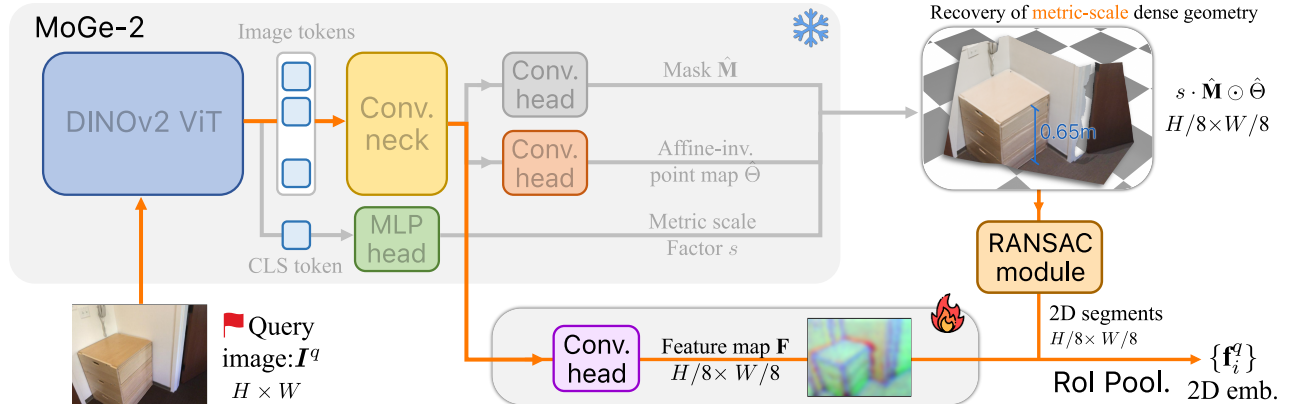 MoGe-2
DINOv2 ViT
Image tokens
CLS token
Conv.
neck
Conv.
head
Conv.
head
MLP
head
Mask M̂
Affine-inv.
point map Θ̂
Metric scale
Factor s
Recovery of metric-scale dense geometry
0.65m
s · M̂ ⊙ Θ̂
H/8×W/8
RANSAC
module
2D segments
H/8× W/8
Query
image: I^q
H × W
Conv.
head
Feature map F
H/8× W/8
RoI Pool.
{f_i^q}
2D emb.